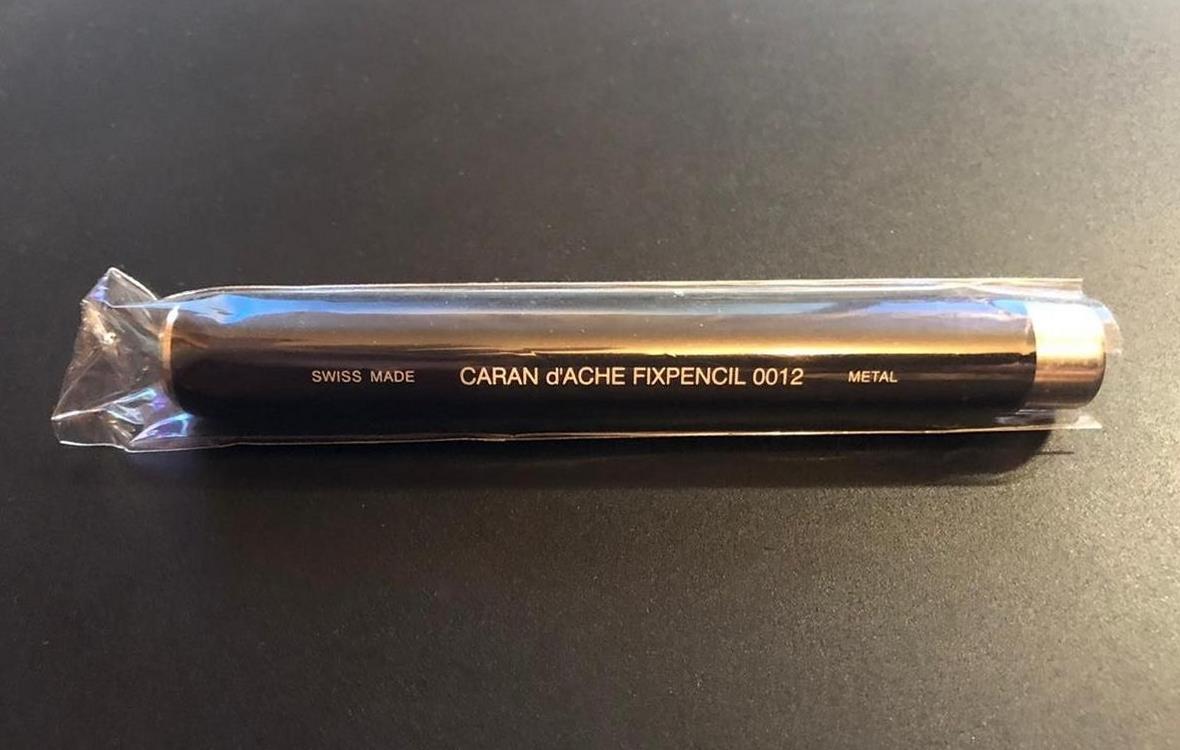 SWISS MADE CARAN d'ACHE FIXPENCIL 0012 METAL